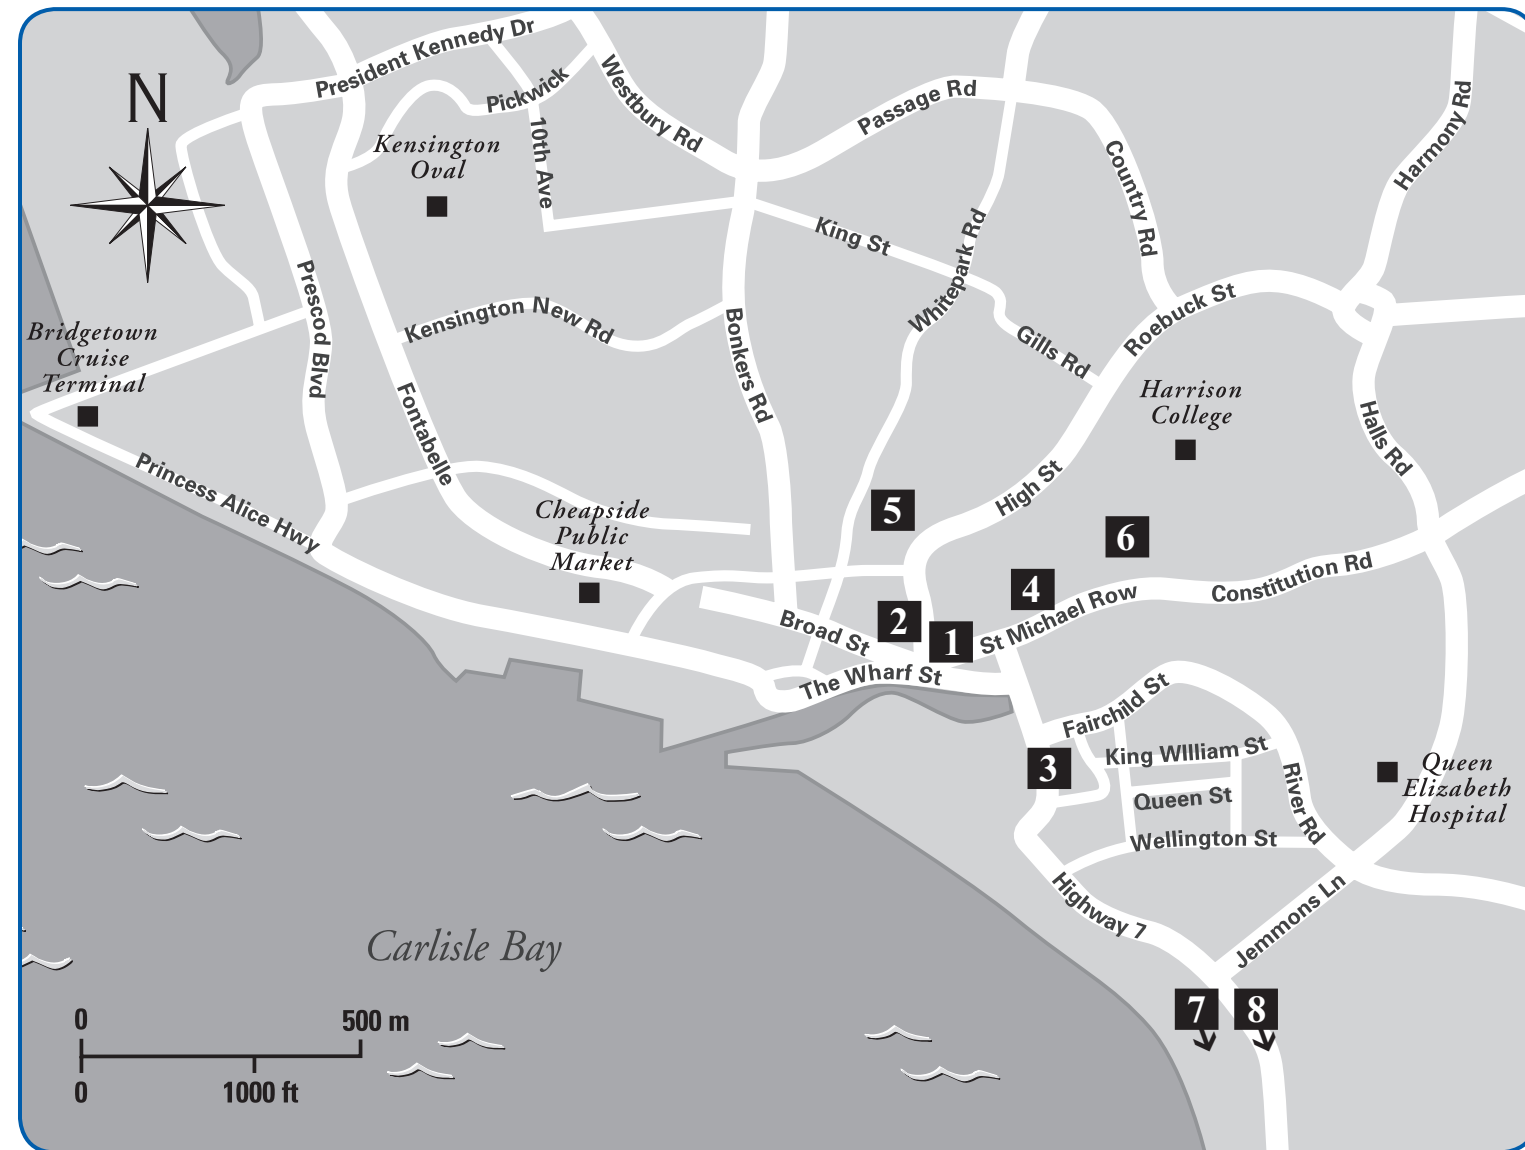 President Kennedy Dr
N
Pickwick
Westbury Rd
Passage Rd
Harmony Rd
Kensington
Oval
10th Ave
Country Rd
King St
Whitepark Rd
Prescod Blvd
Kensington New Rd
Bonkers Rd
Roebuck St
Gills Rd
Bridgetown
Cruise
Terminal
Fontabelle
Harrison
College
Halls Rd
Princess Alice Hwy
High St
Cheapside
Public
Market
5
6
4
Constitution Rd
2
1
St Michael Row
Broad St
The Wharf St
Fairchild St
3
King WIlliam St
Queen St
River Rd
Wellington St
Queen
Elizabeth
Hospital
Highway 7
Jemmons Ln
Carlisle Bay
7
8
0
500 m
0
1000 ft